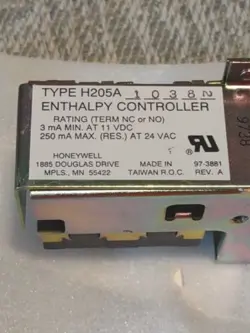 TYPE H205A 1038 2
ENTHALPY CONTROLLER
RATING (TERM NC or NO)
3 mA MIN. AT 11 VDC
250 mA MAX. (RES.) AT 24 VAC
HONEYWELL
1885 DOUGLAS DRIVE
MPLS., MN 55422
MADE IN
TAIWAN R.O.C.
97-3881
REV. A
9738